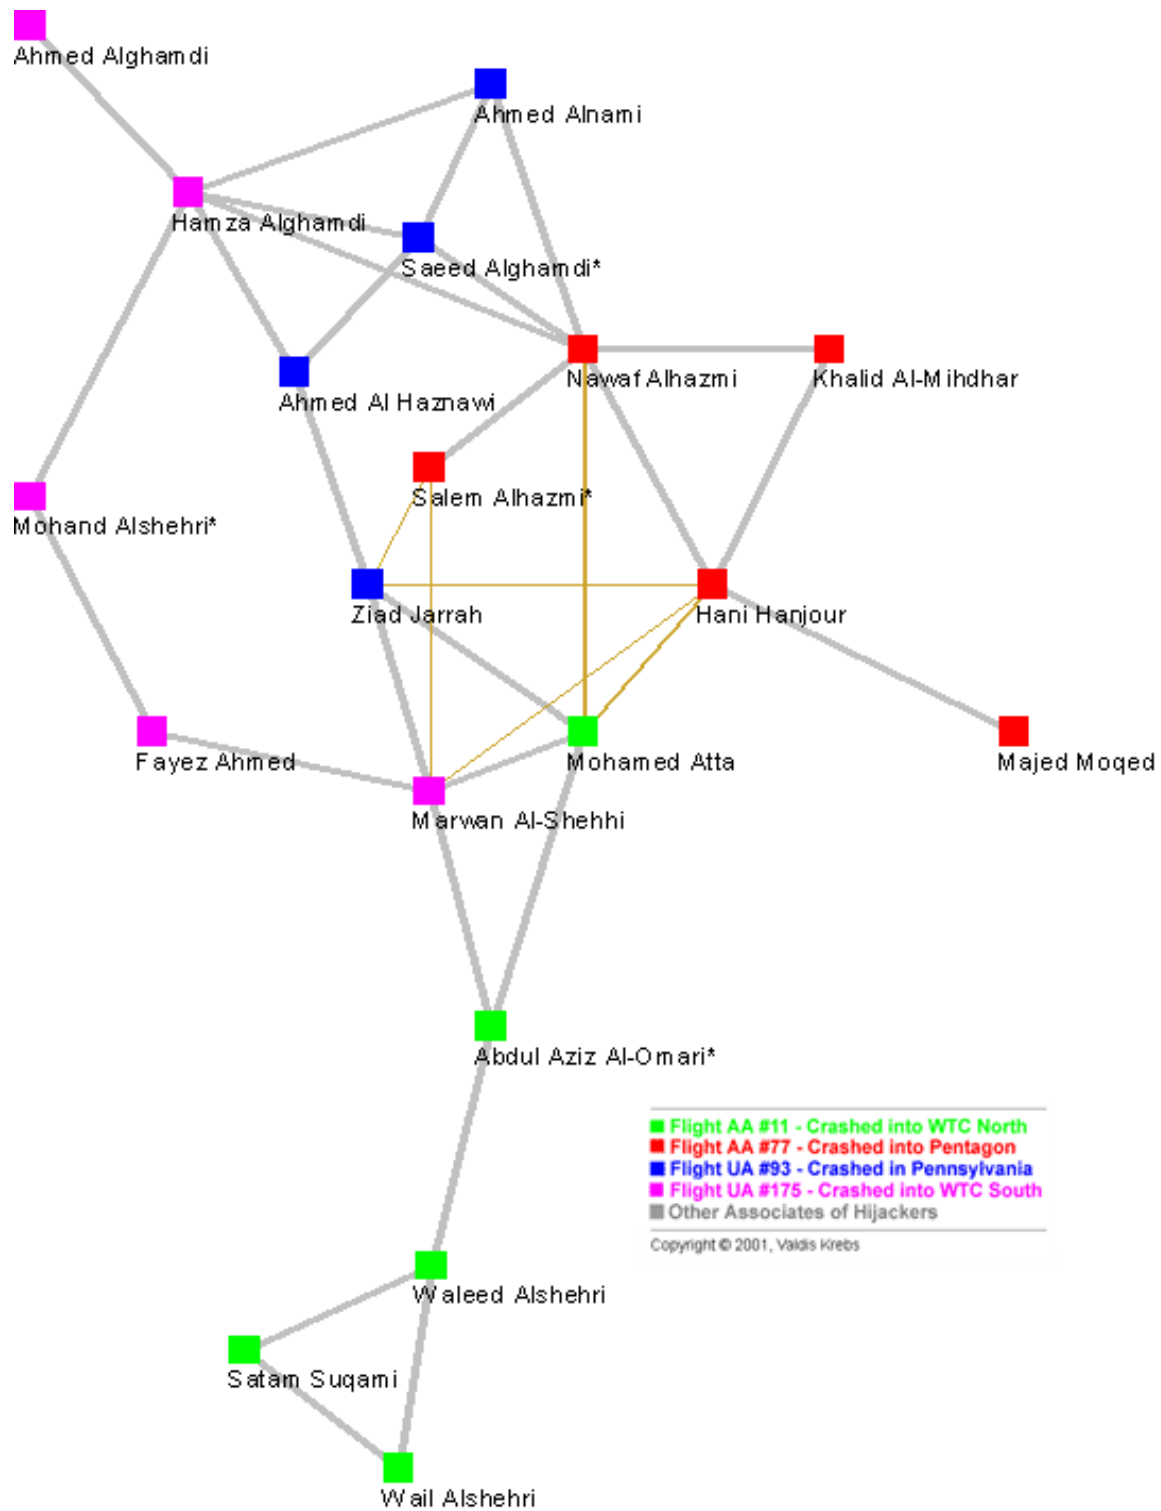 Ahmed Alghamdi
Ahmed Alnami
Hamza Alghamdi
Saeed Alghamdi*
Nawaf Alhazmi
Khalid Al-Mihdhar
Ahmed Al Haznawi
Salem Alhazmi*
Mohand Alshehri*
Ziad Jarrah
Hani Hanjour
Fayez Ahmed
Mohamed Atta
Majed Moqed
Marwan Al-Shehhi
Abdul Aziz Al-Omari*
Flight AA #11 - Crashed into WTC North
Flight AA #77 - Crashed into Pentagon
Flight UA #93 - Crashed in Pennsylvania
Flight UA #175 - Crashed into WTC South
Other Associates of Hijackers
Copyright © 2001, Valdis Krebs
Waleed Alshehri
Satam Suqami
Wail Alshehri